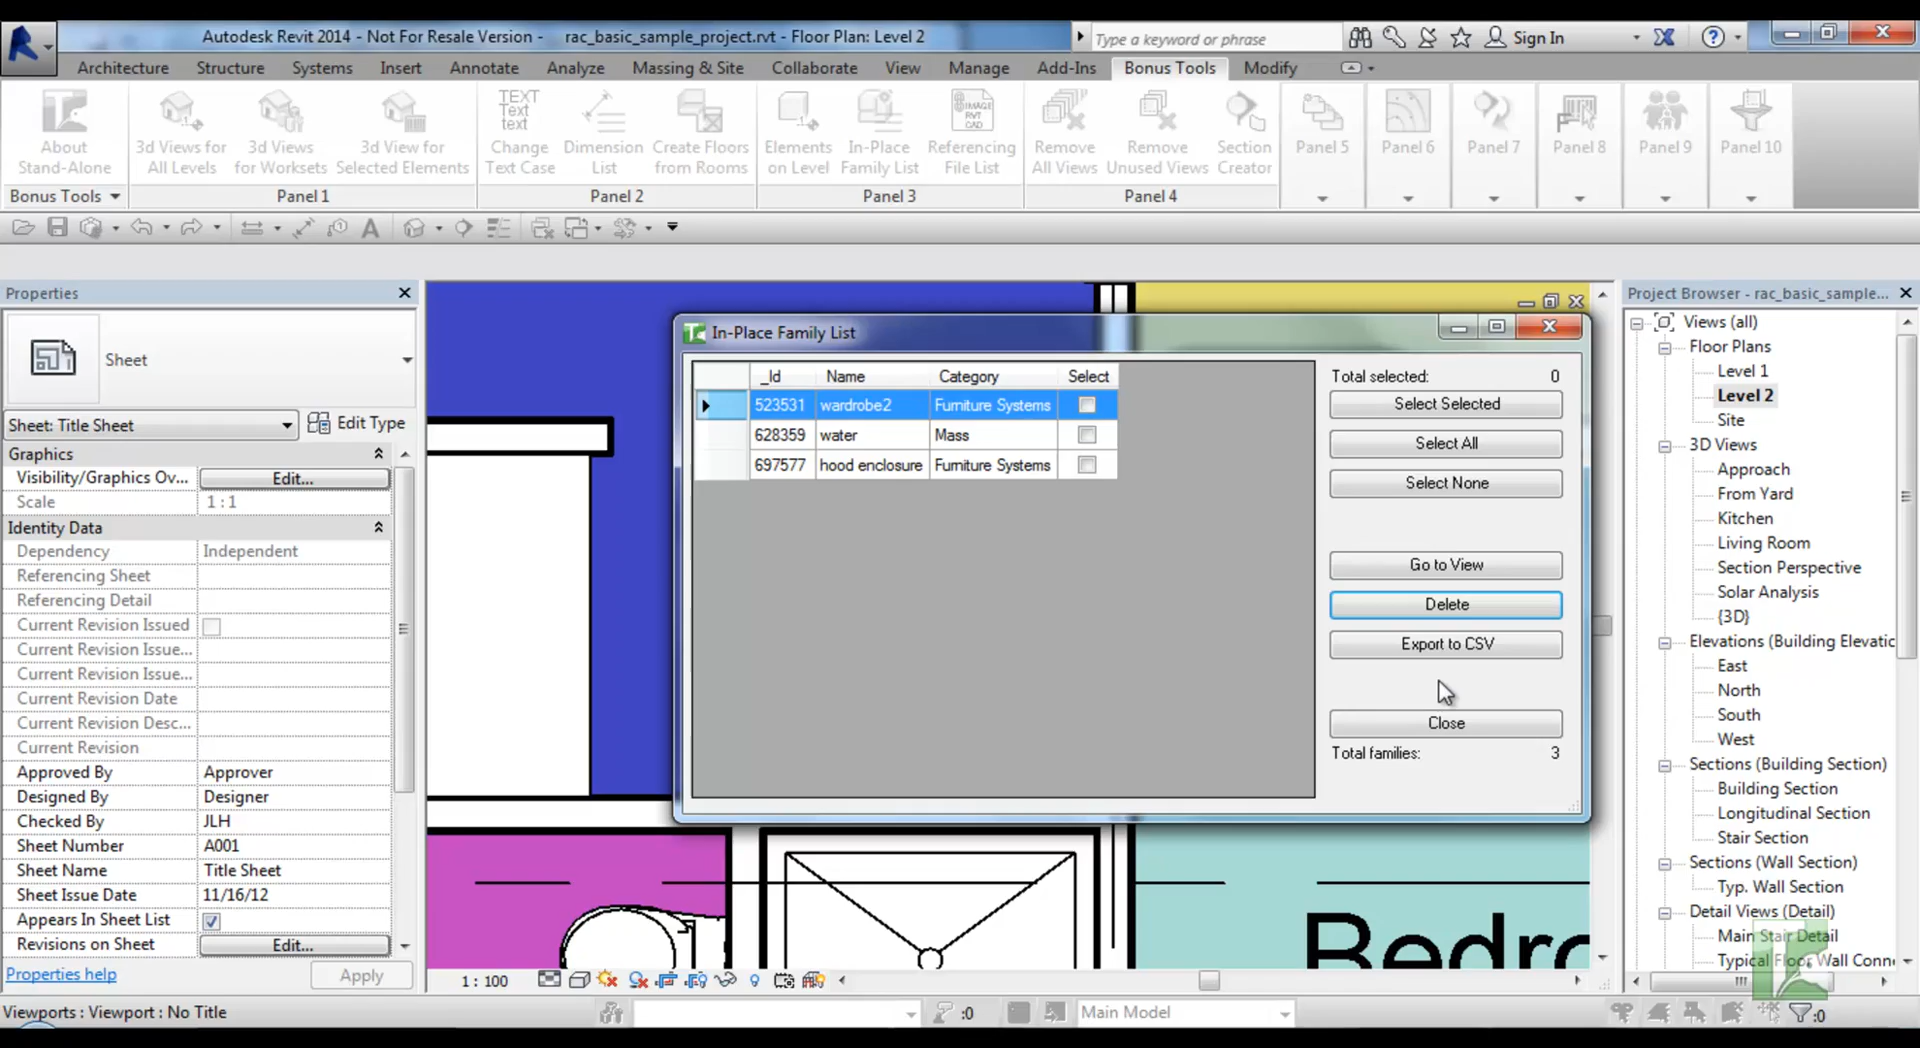 Autodesk Revit 2014 - Not For Resale Version - rac_basic_sample_project.rvt - Floor Plan: Level 2
Type a keyword or phrase
Sign In
Architecture Structure Systems Insert Annotate Analyze Massing & Site Collaborate View Manage Add-Ins Bonus Tools Modify
About Stand-Alone
3d Views for All Levels
3d Views for Worksets
3d View for Selected Elements
TEXT Text text
Change Text Case
Dimension List
Create Floors from Rooms
Elements on Level
In-Place Family List
IMAGE RVT CAD
Referencing File List
Remove All Views
Remove Unused Views
Section Creator
Panel 5
Panel 6
Panel 7
Panel 8
Panel 9
Panel 10
Bonus Tools
Panel 1
Panel 2
Panel 3
Panel 4
Properties
Sheet
Sheet: Title Sheet
Edit Type
Graphics
Visibility/Graphics Ov... Edit...
Scale 1 : 1
Identity Data
Dependency Independent
Referencing Sheet
Referencing Detail
Current Revision Issued
Current Revision Issue...
Current Revision Issue...
Current Revision Date
Current Revision Desc...
Current Revision
Approved By Approver
Designed By Designer
Checked By JLH
Sheet Number A001
Sheet Name Title Sheet
Sheet Issue Date 11/16/12
Appears In Sheet List
Revisions on Sheet Edit...
Properties help
Apply
In-Place Family List
_Id Name Category Select
523531 wardrobe2 Furniture Systems
628359 water Mass
697577 hood enclosure Furniture Systems
Total selected: 0
Select Selected
Select All
Select None
Go to View
Delete
Export to CSV
Close
Total families: 3
Bedro
1 : 100
Project Browser - rac_basic_sample...
Views (all)
Floor Plans
Level 1
Level 2
Site
3D Views
Approach
From Yard
Kitchen
Living Room
Section Perspective
Solar Analysis
{3D}
Elevations (Building Elevatic
East
North
South
West
Sections (Building Section)
Building Section
Longitudinal Section
Stair Section
Sections (Wall Section)
Typ. Wall Section
Detail Views (Detail)
Main Stair Detail
Typical Floor Wall Conn
Viewports : Viewport : No Title
:0
Main Model
:0